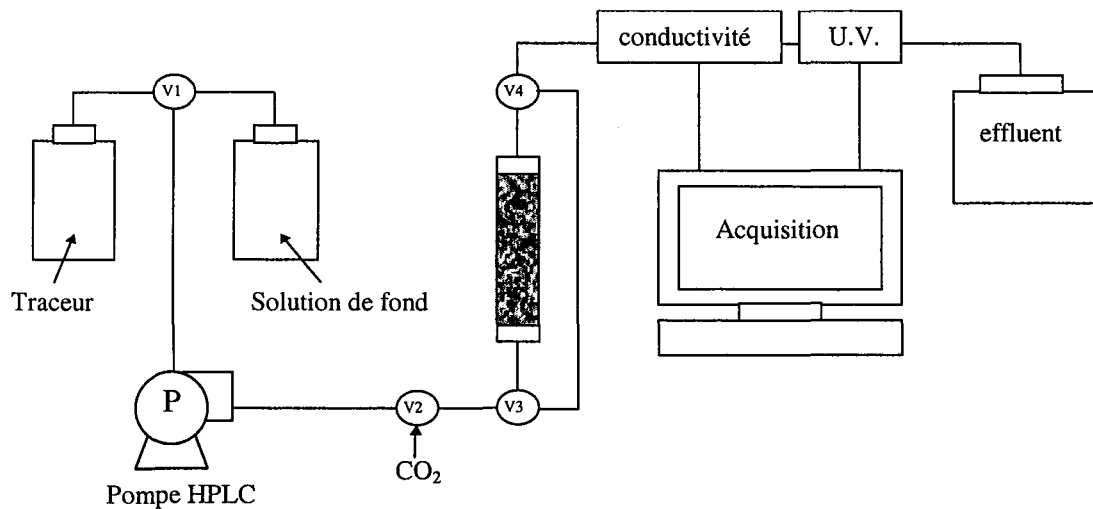 conductivité
U.V.
V1
V4
effluent
Acquisition
Traceur
Solution de fond
P
V2
V3
CO₂
Pompe HPLC